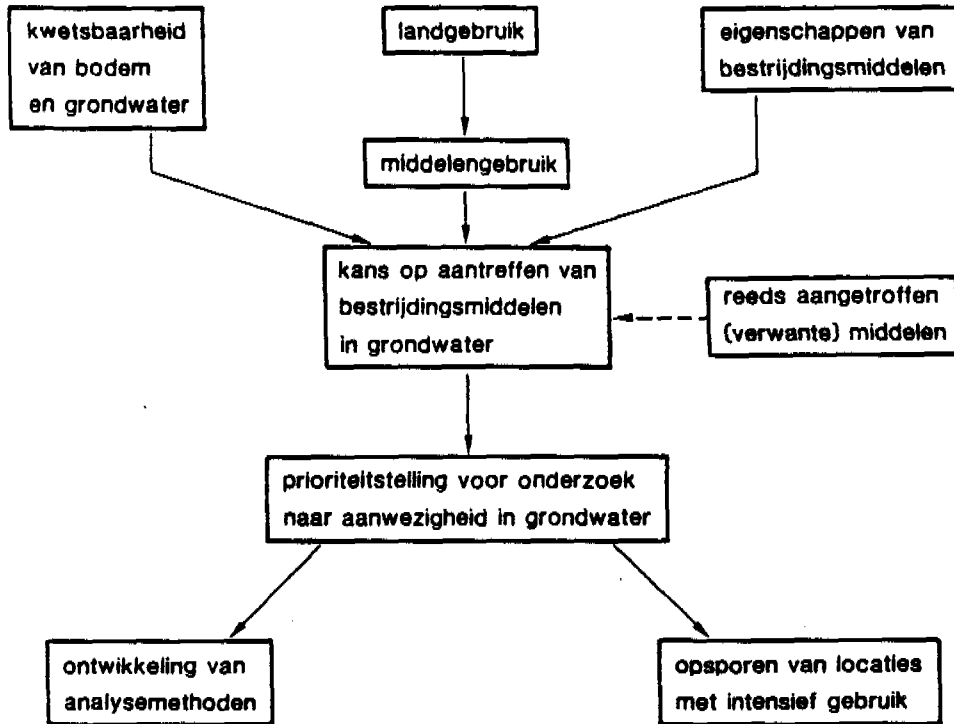 kwetsbaarheid
van bodem
en grondwater
landgebruik
eigenschappen van
bestrijdingsmiddelen
middelengebruik
kans op aantreffen van
bestrijdingsmiddelen
in grondwater
reeds aangetroffen
(verwante) middelen
prioriteitstelling voor onderzoek
naar aanwezigheid in grondwater
ontwikkeling van
analysemethoden
opsporen van locaties
met intensief gebruik